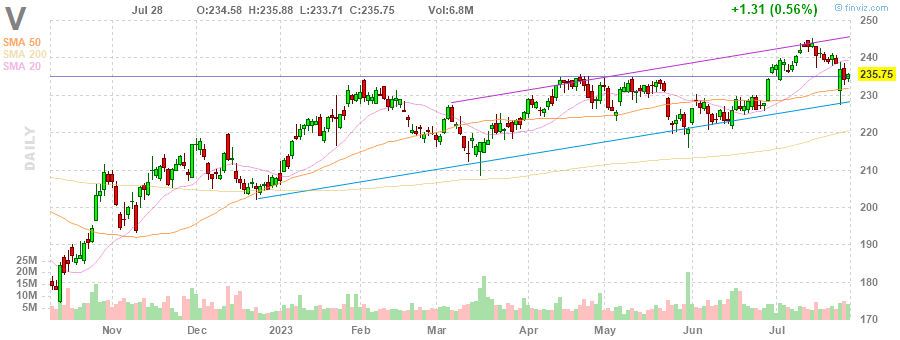 V
Jul 28 O:234.58 H:235.88 L:233.71 C:235.75 Vol:6.8M +1.31 (0.56%)
© finviz.com
SMA 50
SMA 200
SMA 20
DAILY
250
240
235.75
230
220
210
200
190
180
170
25M
20M
15M
10M
5M
Nov Dec 2023 Feb Mar Apr May Jun Jul